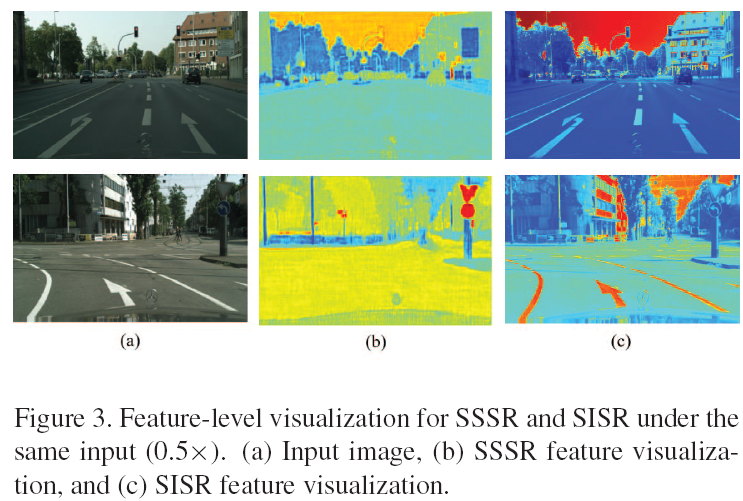 (a) (b) (c)
Figure 3. Feature-level visualization for SSSR and SISR under the
same input (0.5×). (a) Input image, (b) SSSR feature visualiza-
tion, and (c) SISR feature visualization.